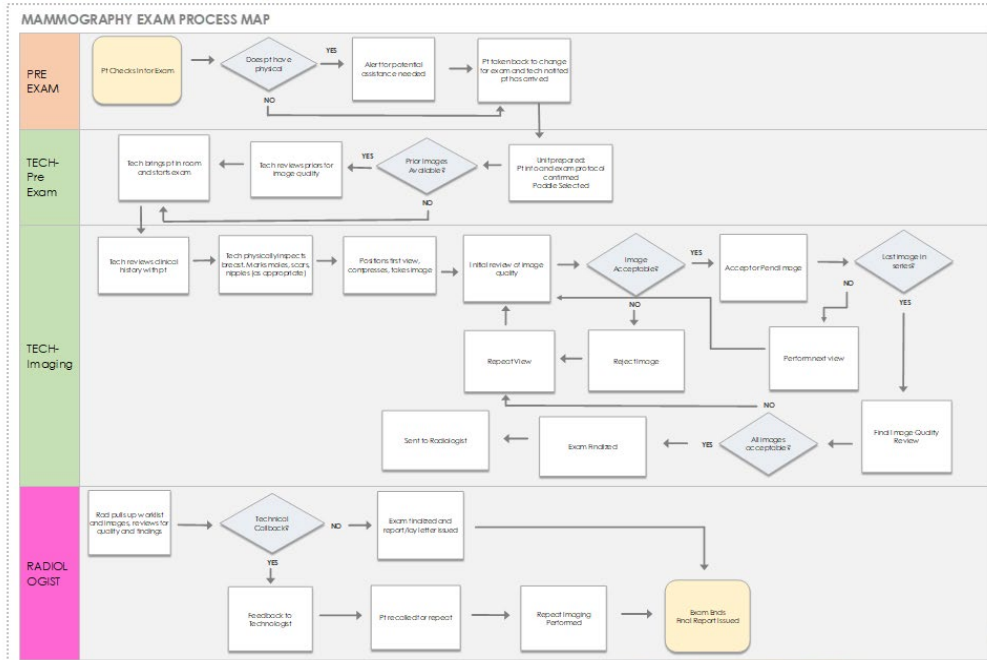 MAMMOGRAPHY EXAM PROCESS MAP
PRE
EXAM
Pt Checks In for Exam
Does pt have
physical
YES
NO
Alert for potential
assistance needed
Pt taken back to change
for exam and tech notified
pt has arrived
TECH-
Pre
Exam
Tech brings pt in room
and starts exam
Tech reviews priors for
image quality
YES
Prior Images
Available?
NO
Unit prepared:
Pt info and exam protocol
confirmed
Paddle Selected
TECH-
Imaging
Tech reviews clinical
history with pt
Tech physically inspects
breast. Marks moles, scars,
nipples (as appropriate)
Positions first view,
compresses, takes image
Initial review of image
quality
Image
Acceptable?
YES
NO
Accept or Pend Image
Last image in
series?
NO
YES
Repeat View
Reject Image
Perform next view
NO
Sent to Radiologist
Exam Finalized
YES
All images
acceptable?
Final Image Quality
Review
RADIOL
OGIST
Rad pulls up worklist
and images, reviews for
quality and findings
Technical
Callback?
NO
YES
Exam finalized and
report/lay letter issued
Feedback to
Technologist
Pt recalled for repeat
Repeat Imaging
Performed
Exam Ends
Final Report Issued